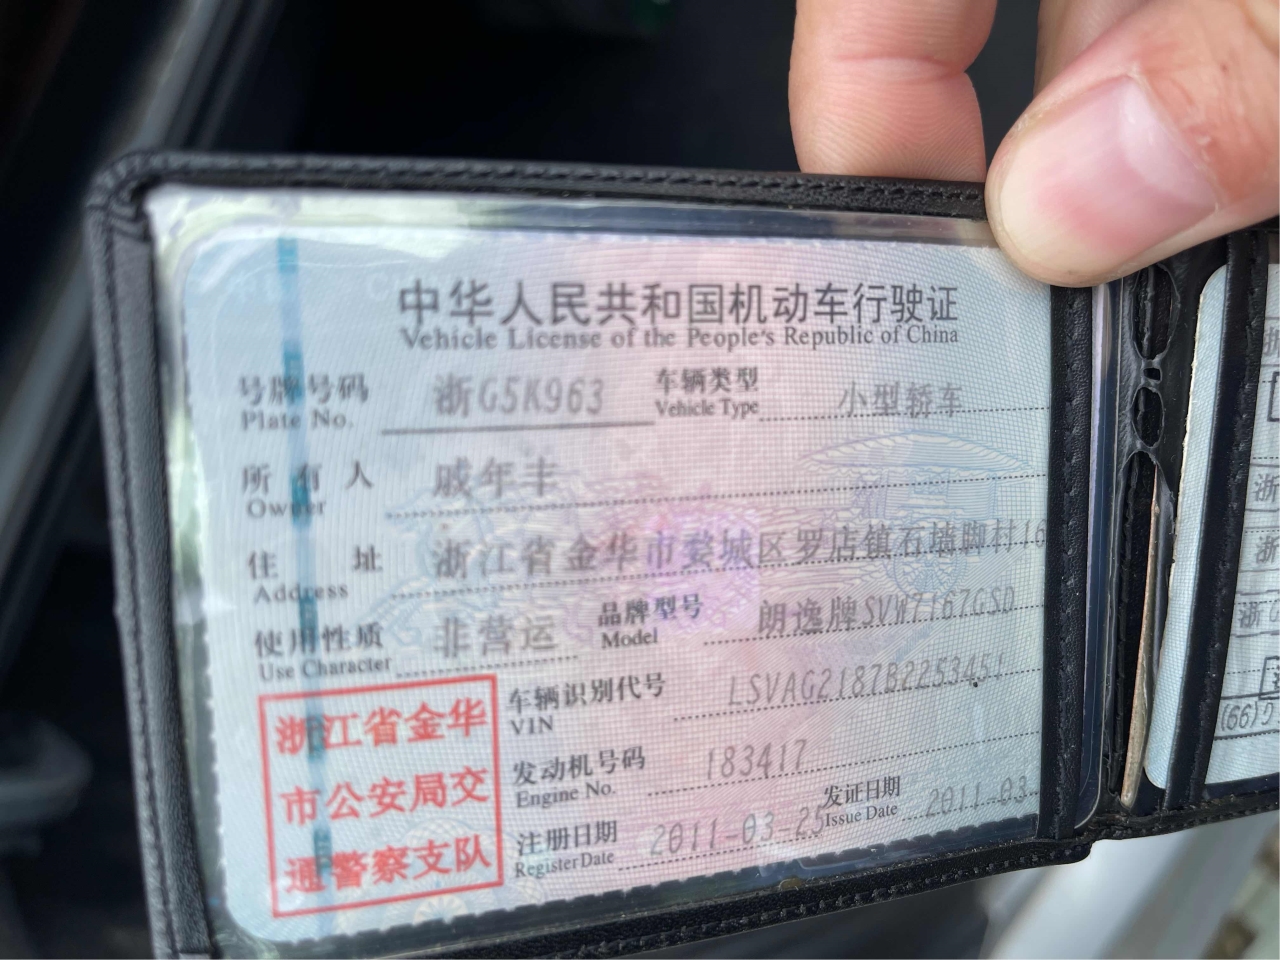 中华人民共和国机动车行驶证
Vehicle License of the People's Republic of China
号牌号码 浙G5K963 车辆类型 小型轿车
Plate No. Vehicle Type
所有人 戚年丰
Owner
住址 浙江省金华市婺城区罗店镇石墙脚村16
Address
使用性质 非营运 品牌型号 朗逸牌SVW7167GSD
Use Character Model
车辆识别代号 LSVAG2187B2253451
VIN
发动机号码 183417
Engine No.
注册日期 2011-03-25 发证日期 2011-03-
Register Date Issue Date
浙江省金华
市公安局交
通警察支队